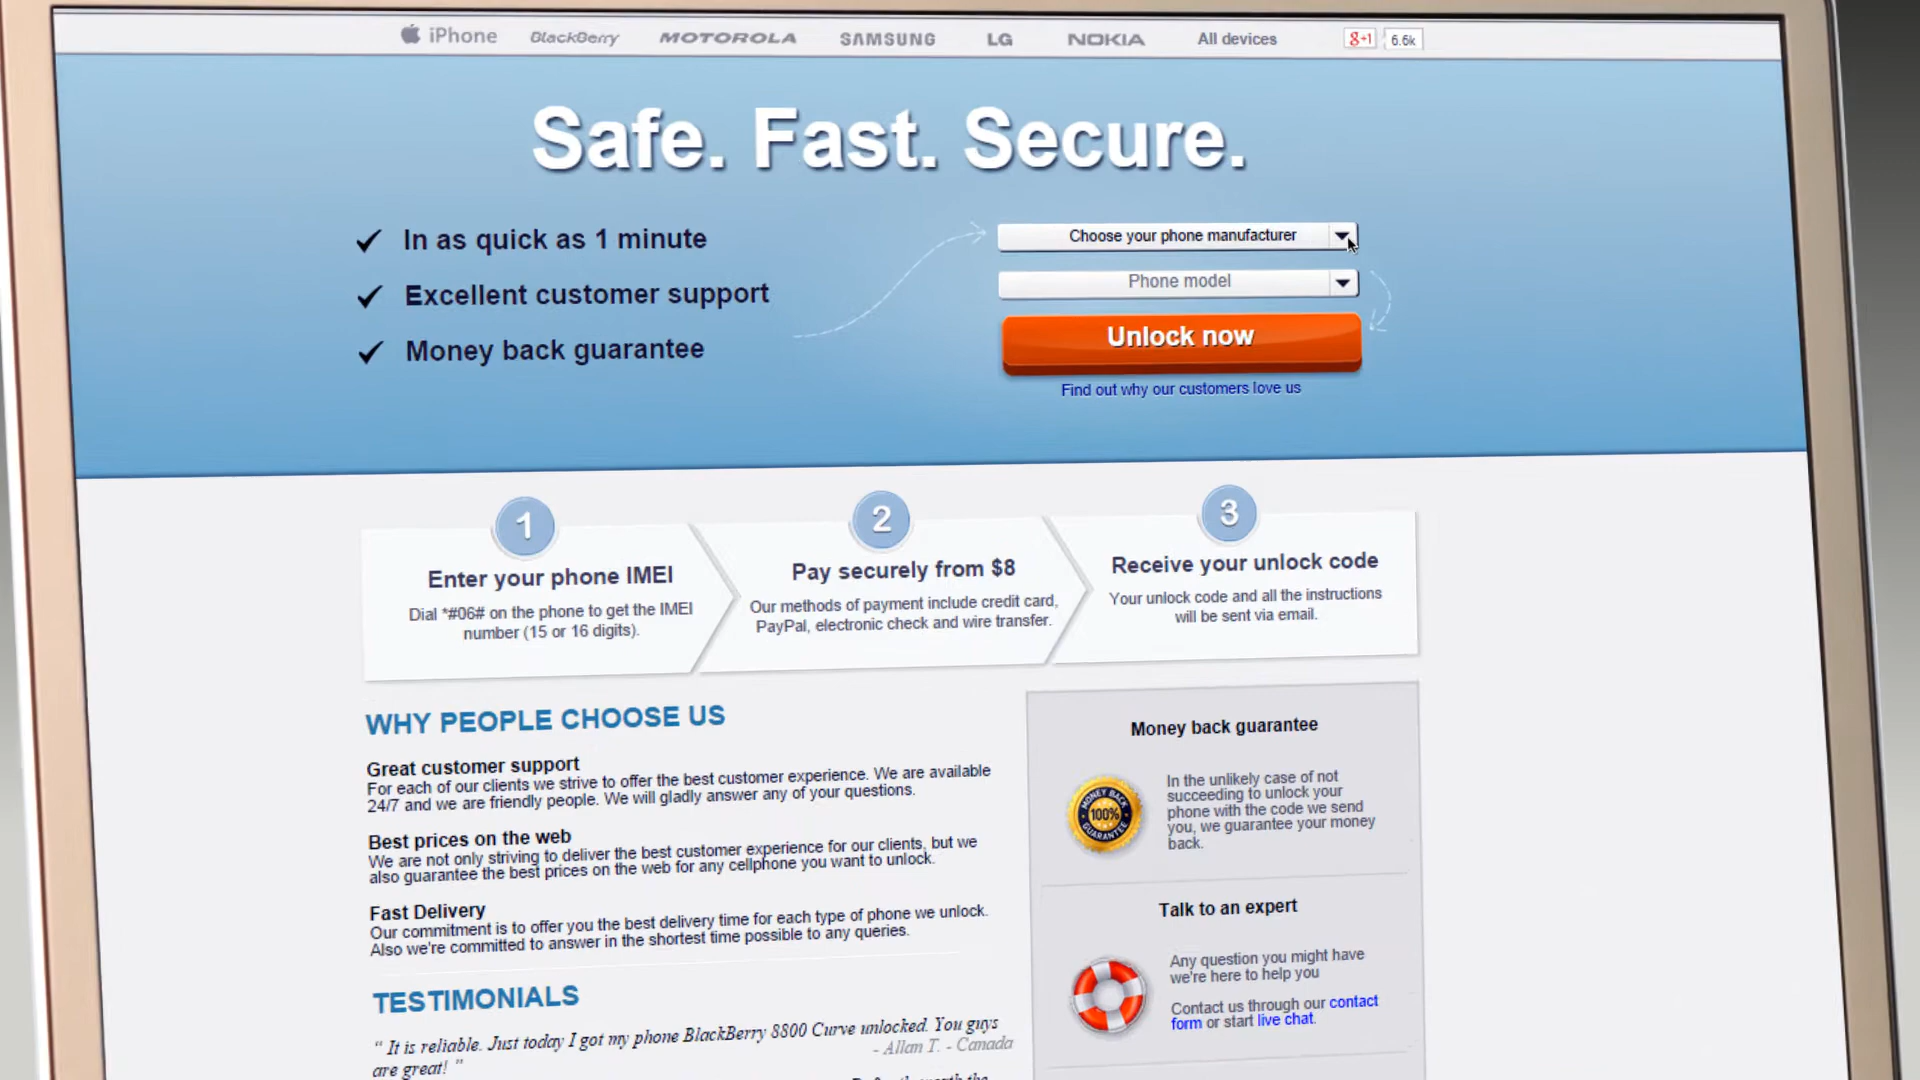 iPhone BlackBerry MOTOROLA SAMSUNG LG NOKIA All devices g+1 6.6k
Safe. Fast. Secure.
In as quick as 1 minute
Excellent customer support
Money back guarantee
Choose your phone manufacturer
Phone model
Unlock now
Find out why our customers love us
1
Enter your phone IMEI
Dial *#06# on the phone to get the IMEI
number (15 or 16 digits).
2
Pay securely from $8
Our methods of payment include credit card,
PayPal, electronic check and wire transfer.
3
Receive your unlock code
Your unlock code and all the instructions
will be sent via email.
WHY PEOPLE CHOOSE US
Great customer support
For each of our clients we strive to offer the best customer experience. We are available
24/7 and we are friendly people. We will gladly answer any of your questions.
Best prices on the web
We are not only striving to deliver the best customer experience for our clients, but we
also guarantee the best prices on the web for any cellphone you want to unlock.
Fast Delivery
Our commitment is to offer you the best delivery time for each type of phone we unlock.
Also we're committed to answer in the shortest time possible to any queries.
TESTIMONIALS
“ It is reliable. Just today I got my phone BlackBerry 8800 Curve unlocked. You guys
are great! ”
- Allan T. - Canada
Money back guarantee
MONEY BACK
100%
GUARANTEE
In the unlikely case of not
succeeding to unlock your
phone with the code we send
you, we guarantee your money
back.
Talk to an expert
Any question you might have
we're here to help you
Contact us through our contact
form or start live chat.